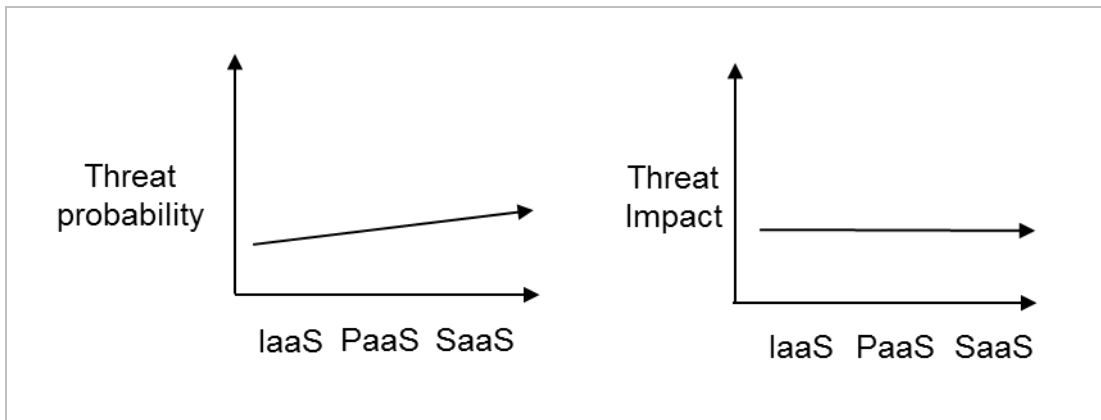 Threat
probability
IaaS PaaS SaaS
Threat
Impact
IaaS PaaS SaaS